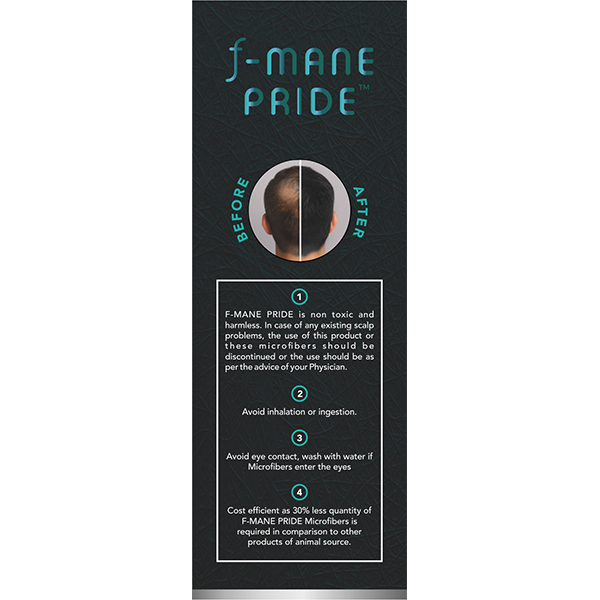 f-MANE
PRIDE™
BEFORE
AFTER
1
F-MANE PRIDE is non toxic and
harmless. In case of any existing scalp
problems, the use of this product or
these microfibers should be
discontinued or the use should be as
per the advice of your Physician.
2
Avoid inhalation or ingestion.
3
Avoid eye contact, wash with water if
Microfibers enter the eyes
4
Cost efficient as 30% less quantity of
F-MANE PRIDE Microfibers is
required in comparison to other
products of animal source.